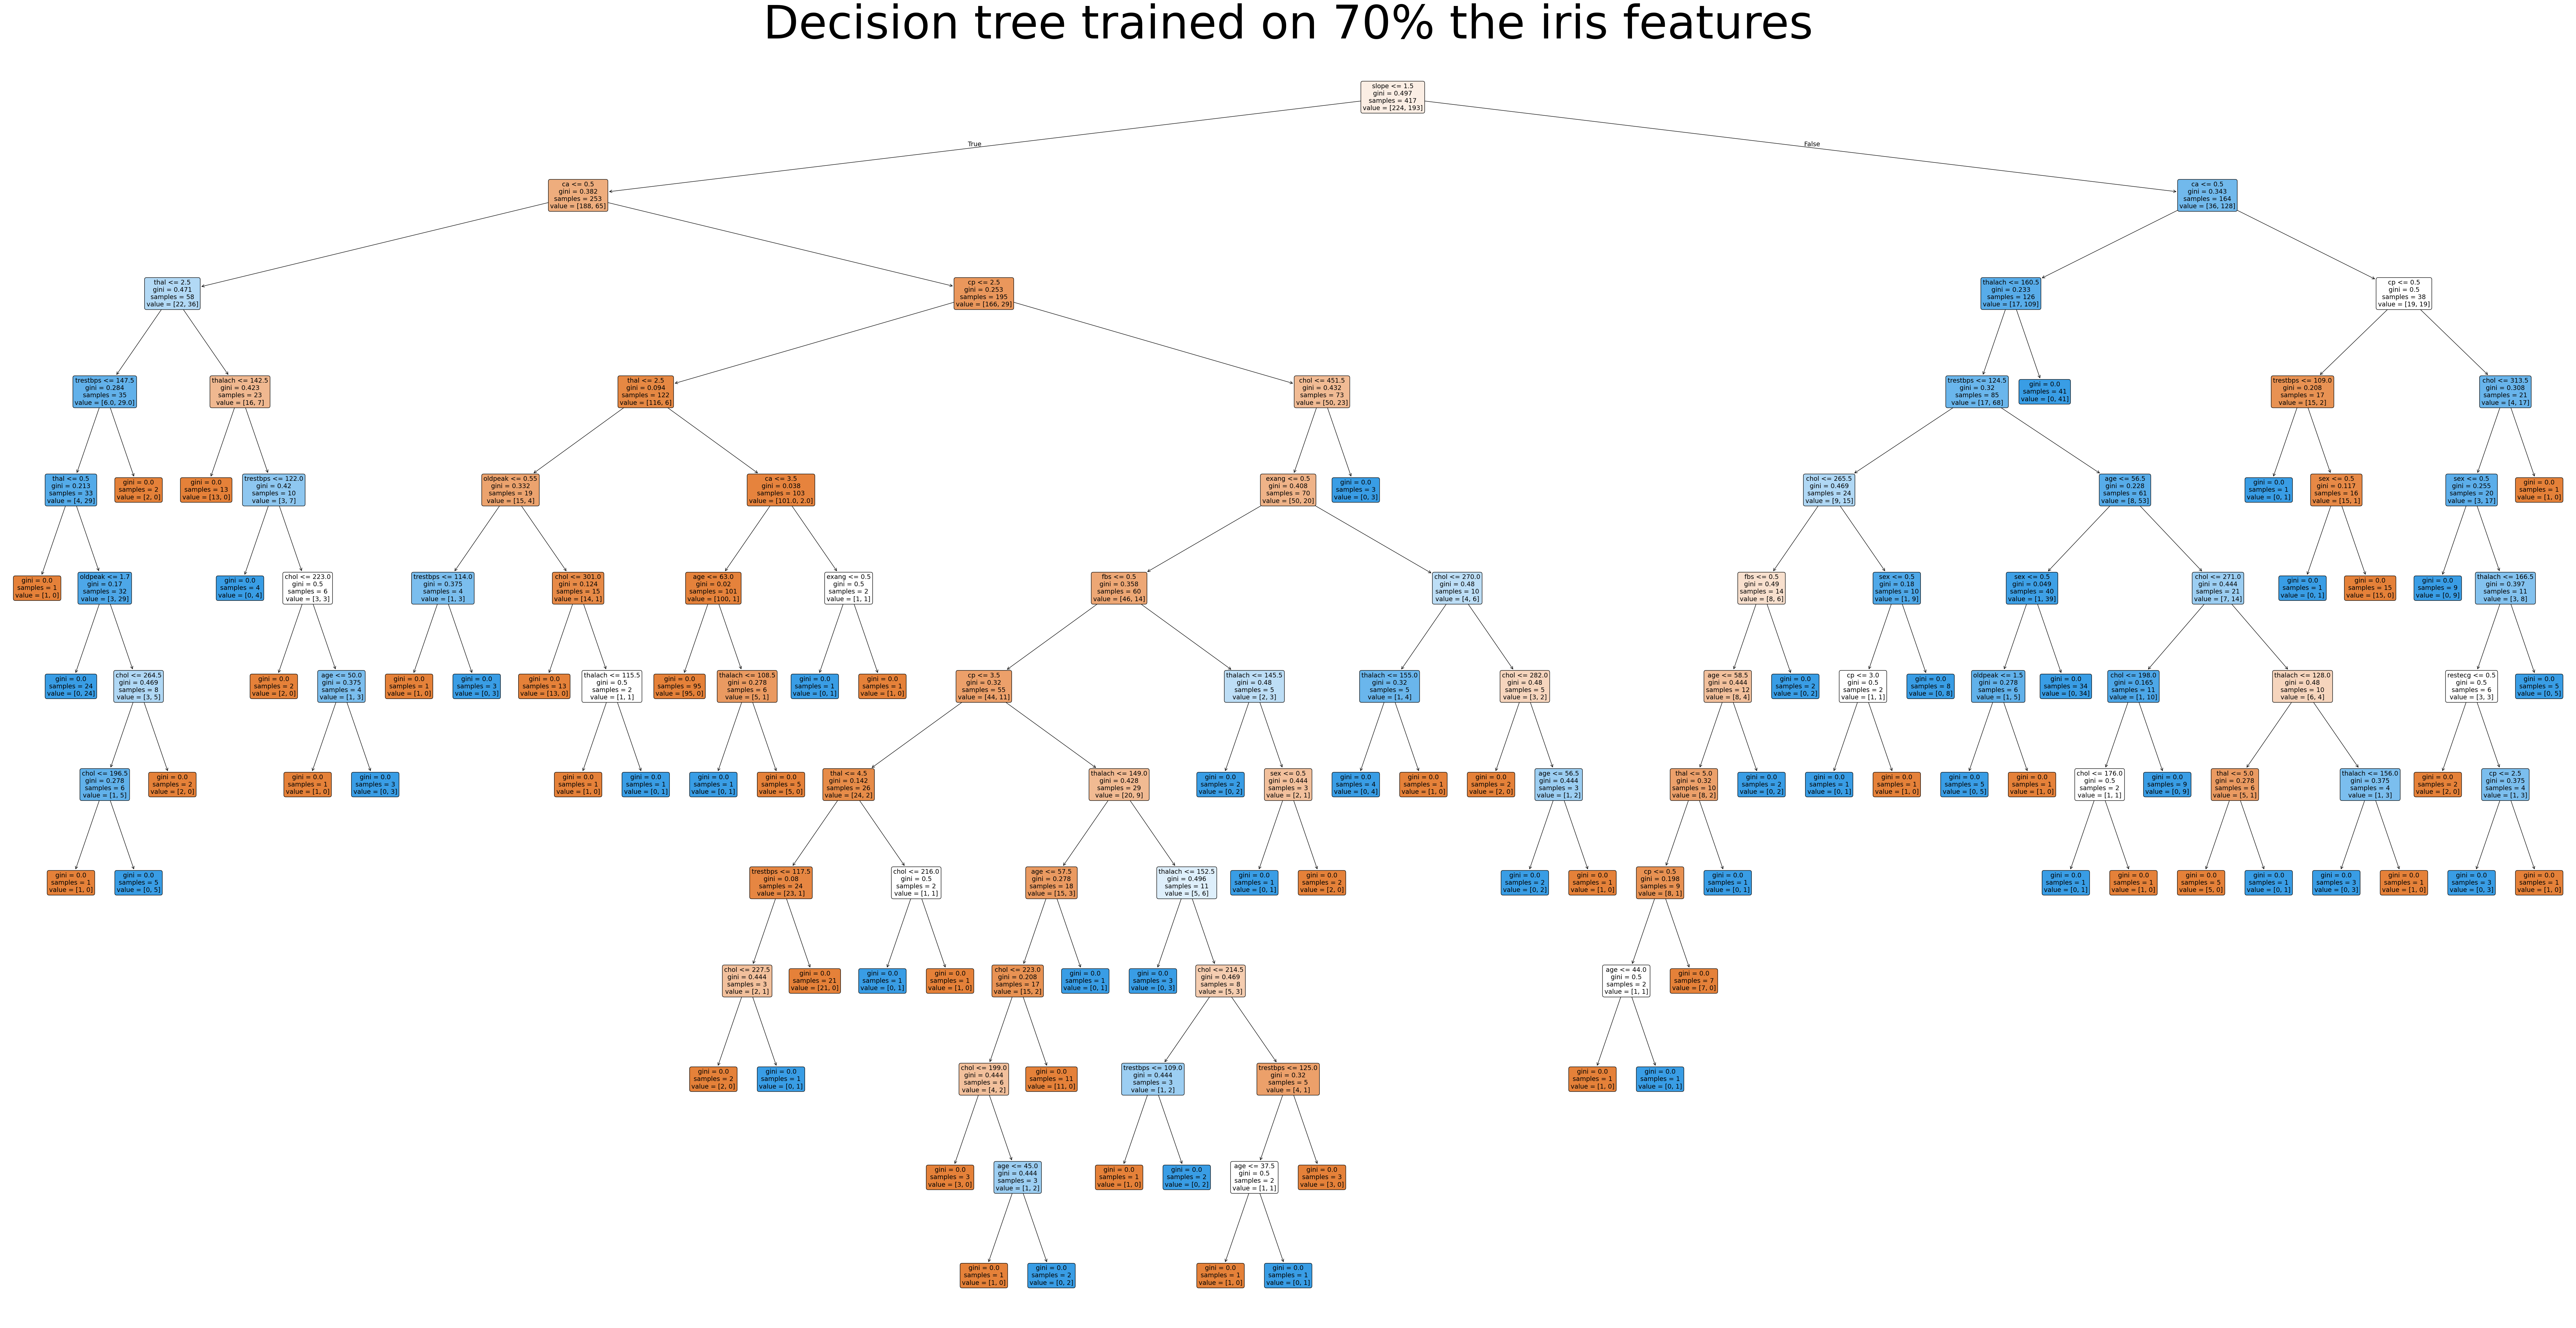 Decision tree trained on 70% the iris features
slope <= 1.5
gini = 0.497
samples = 417
value = [224, 193]
True
False
ca <= 0.5
gini = 0.382
samples = 253
value = [188, 65]
ca <= 0.5
gini = 0.343
samples = 164
value = [36, 128]
thal <= 2.5
gini = 0.471
samples = 58
value = [22, 36]
cp <= 2.5
gini = 0.253
samples = 195
value = [166, 29]
thalach <= 160.5
gini = 0.233
samples = 126
value = [17, 109]
cp <= 0.5
gini = 0.5
samples = 38
value = [19, 19]
trestbps <= 147.5
gini = 0.284
samples = 35
value = [6.0, 29.0]
thalach <= 142.5
gini = 0.423
samples = 23
value = [16, 7]
thal <= 2.5
gini = 0.094
samples = 122
value = [116, 6]
chol <= 451.5
gini = 0.432
samples = 73
value = [50, 23]
trestbps <= 124.5
gini = 0.32
samples = 85
value = [17, 68]
gini = 0.0
samples = 41
value = [0, 41]
trestbps <= 109.0
gini = 0.208
samples = 17
value = [15, 2]
chol <= 313.5
gini = 0.308
samples = 21
value = [4, 17]
thal <= 0.5
gini = 0.213
samples = 33
value = [4, 29]
gini = 0.0
samples = 2
value = [2, 0]
gini = 0.0
samples = 13
value = [13, 0]
trestbps <= 122.0
gini = 0.42
samples = 10
value = [3, 7]
oldpeak <= 0.55
gini = 0.332
samples = 19
value = [15, 4]
ca <= 3.5
gini = 0.038
samples = 103
value = [101.0, 2.0]
exang <= 0.5
gini = 0.408
samples = 70
value = [50, 20]
gini = 0.0
samples = 3
value = [0, 3]
chol <= 265.5
gini = 0.469
samples = 24
value = [9, 15]
age <= 56.5
gini = 0.228
samples = 61
value = [8, 53]
gini = 0.0
samples = 1
value = [0, 1]
sex <= 0.5
gini = 0.117
samples = 16
value = [15, 1]
sex <= 0.5
gini = 0.255
samples = 20
value = [3, 17]
gini = 0.0
samples = 1
value = [1, 0]
gini = 0.0
samples = 1
value = [1, 0]
oldpeak <= 1.7
gini = 0.17
samples = 32
value = [3, 29]
gini = 0.0
samples = 4
value = [0, 4]
chol <= 223.0
gini = 0.5
samples = 6
value = [3, 3]
trestbps <= 114.0
gini = 0.375
samples = 4
value = [1, 3]
chol <= 301.0
gini = 0.124
samples = 15
value = [14, 1]
age <= 63.0
gini = 0.02
samples = 101
value = [100, 1]
exang <= 0.5
gini = 0.5
samples = 2
value = [1, 1]
fbs <= 0.5
gini = 0.358
samples = 60
value = [46, 14]
chol <= 270.0
gini = 0.48
samples = 10
value = [4, 6]
fbs <= 0.5
gini = 0.49
samples = 14
value = [8, 6]
sex <= 0.5
gini = 0.18
samples = 10
value = [1, 9]
sex <= 0.5
gini = 0.049
samples = 40
value = [1, 39]
chol <= 271.0
gini = 0.444
samples = 21
value = [7, 14]
gini = 0.0
samples = 1
value = [0, 1]
gini = 0.0
samples = 15
value = [15, 0]
gini = 0.0
samples = 9
value = [0, 9]
thalach <= 166.5
gini = 0.397
samples = 11
value = [3, 8]
gini = 0.0
samples = 24
value = [0, 24]
chol <= 264.5
gini = 0.469
samples = 8
value = [3, 5]
gini = 0.0
samples = 2
value = [2, 0]
age <= 50.0
gini = 0.375
samples = 4
value = [1, 3]
gini = 0.0
samples = 1
value = [1, 0]
gini = 0.0
samples = 3
value = [0, 3]
gini = 0.0
samples = 13
value = [13, 0]
thalach <= 115.5
gini = 0.5
samples = 2
value = [1, 1]
gini = 0.0
samples = 95
value = [95, 0]
thalach <= 108.5
gini = 0.278
samples = 6
value = [5, 1]
gini = 0.0
samples = 1
value = [0, 1]
gini = 0.0
samples = 1
value = [1, 0]
cp <= 3.5
gini = 0.32
samples = 55
value = [44, 11]
thalach <= 145.5
gini = 0.48
samples = 5
value = [2, 3]
thalach <= 155.0
gini = 0.32
samples = 5
value = [1, 4]
chol <= 282.0
gini = 0.48
samples = 5
value = [3, 2]
age <= 58.5
gini = 0.444
samples = 12
value = [8, 4]
gini = 0.0
samples = 2
value = [0, 2]
cp <= 3.0
gini = 0.5
samples = 2
value = [1, 1]
gini = 0.0
samples = 8
value = [0, 8]
oldpeak <= 1.5
gini = 0.278
samples = 6
value = [1, 5]
gini = 0.0
samples = 34
value = [0, 34]
chol <= 198.0
gini = 0.165
samples = 11
value = [1, 10]
thalach <= 128.0
gini = 0.48
samples = 10
value = [6, 4]
restecg <= 0.5
gini = 0.5
samples = 6
value = [3, 3]
gini = 0.0
samples = 5
value = [0, 5]
chol <= 196.5
gini = 0.278
samples = 6
value = [1, 5]
gini = 0.0
samples = 2
value = [2, 0]
gini = 0.0
samples = 1
value = [1, 0]
gini = 0.0
samples = 3
value = [0, 3]
gini = 0.0
samples = 1
value = [1, 0]
gini = 0.0
samples = 1
value = [0, 1]
gini = 0.0
samples = 1
value = [0, 1]
gini = 0.0
samples = 5
value = [5, 0]
thal <= 4.5
gini = 0.142
samples = 26
value = [24, 2]
thalach <= 149.0
gini = 0.428
samples = 29
value = [20, 9]
gini = 0.0
samples = 2
value = [0, 2]
sex <= 0.5
gini = 0.444
samples = 3
value = [2, 1]
gini = 0.0
samples = 4
value = [0, 4]
gini = 0.0
samples = 1
value = [1, 0]
gini = 0.0
samples = 2
value = [2, 0]
age <= 56.5
gini = 0.444
samples = 3
value = [1, 2]
thal <= 5.0
gini = 0.32
samples = 10
value = [8, 2]
gini = 0.0
samples = 2
value = [0, 2]
gini = 0.0
samples = 1
value = [0, 1]
gini = 0.0
samples = 1
value = [1, 0]
gini = 0.0
samples = 5
value = [0, 5]
gini = 0.0
samples = 1
value = [1, 0]
chol <= 176.0
gini = 0.5
samples = 2
value = [1, 1]
gini = 0.0
samples = 9
value = [0, 9]
thal <= 5.0
gini = 0.278
samples = 6
value = [5, 1]
thalach <= 156.0
gini = 0.375
samples = 4
value = [1, 3]
gini = 0.0
samples = 2
value = [2, 0]
cp <= 2.5
gini = 0.375
samples = 4
value = [1, 3]
gini = 0.0
samples = 1
value = [1, 0]
gini = 0.0
samples = 5
value = [0, 5]
trestbps <= 117.5
gini = 0.08
samples = 24
value = [23, 1]
chol <= 216.0
gini = 0.5
samples = 2
value = [1, 1]
age <= 57.5
gini = 0.278
samples = 18
value = [15, 3]
thalach <= 152.5
gini = 0.496
samples = 11
value = [5, 6]
gini = 0.0
samples = 1
value = [0, 1]
gini = 0.0
samples = 2
value = [2, 0]
gini = 0.0
samples = 2
value = [0, 2]
gini = 0.0
samples = 1
value = [1, 0]
cp <= 0.5
gini = 0.198
samples = 9
value = [8, 1]
gini = 0.0
samples = 1
value = [0, 1]
gini = 0.0
samples = 1
value = [0, 1]
gini = 0.0
samples = 1
value = [1, 0]
gini = 0.0
samples = 5
value = [5, 0]
gini = 0.0
samples = 1
value = [0, 1]
gini = 0.0
samples = 3
value = [0, 3]
gini = 0.0
samples = 1
value = [1, 0]
gini = 0.0
samples = 3
value = [0, 3]
gini = 0.0
samples = 1
value = [1, 0]
chol <= 227.5
gini = 0.444
samples = 3
value = [2, 1]
gini = 0.0
samples = 21
value = [21, 0]
gini = 0.0
samples = 1
value = [0, 1]
gini = 0.0
samples = 1
value = [1, 0]
chol <= 223.0
gini = 0.208
samples = 17
value = [15, 2]
gini = 0.0
samples = 1
value = [0, 1]
gini = 0.0
samples = 3
value = [0, 3]
chol <= 214.5
gini = 0.469
samples = 8
value = [5, 3]
age <= 44.0
gini = 0.5
samples = 2
value = [1, 1]
gini = 0.0
samples = 7
value = [7, 0]
gini = 0.0
samples = 2
value = [2, 0]
gini = 0.0
samples = 1
value = [0, 1]
chol <= 199.0
gini = 0.444
samples = 6
value = [4, 2]
gini = 0.0
samples = 11
value = [11, 0]
trestbps <= 109.0
gini = 0.444
samples = 3
value = [1, 2]
trestbps <= 125.0
gini = 0.32
samples = 5
value = [4, 1]
gini = 0.0
samples = 1
value = [1, 0]
gini = 0.0
samples = 1
value = [0, 1]
gini = 0.0
samples = 3
value = [3, 0]
age <= 45.0
gini = 0.444
samples = 3
value = [1, 2]
gini = 0.0
samples = 1
value = [1, 0]
gini = 0.0
samples = 2
value = [0, 2]
age <= 37.5
gini = 0.5
samples = 2
value = [1, 1]
gini = 0.0
samples = 3
value = [3, 0]
gini = 0.0
samples = 1
value = [1, 0]
gini = 0.0
samples = 2
value = [0, 2]
gini = 0.0
samples = 1
value = [1, 0]
gini = 0.0
samples = 1
value = [0, 1]